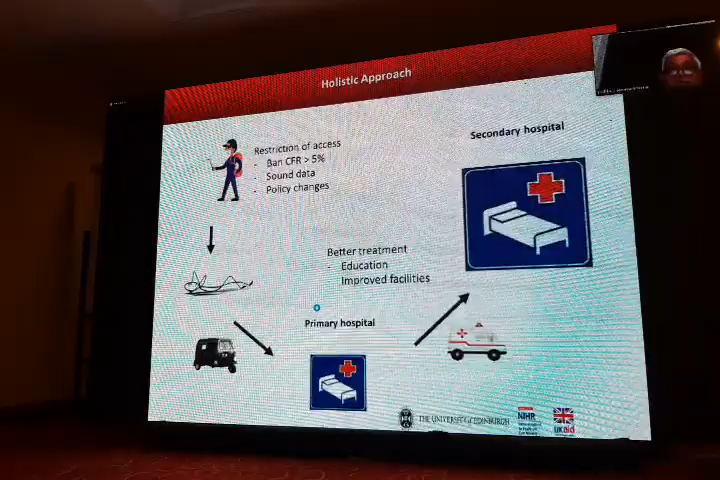 Holistic Approach
Restriction of access
- Ban CFR > 5%
- Sound data
- Policy changes
Secondary hospital
Better treatment
- Education
Improved facilities
Primary hospital
THE UNIVERSITY OF EDINBURGH
NIHR
ukaid